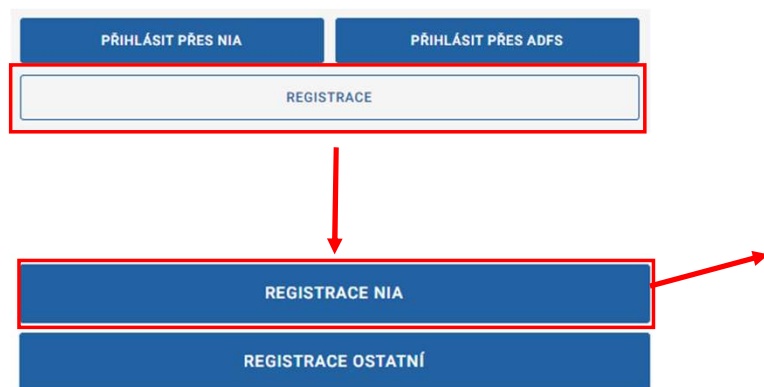 PŘIHLÁSIT PŘES NIA
PŘIHLÁSIT PŘES ADFS
REGISTRACE
REGISTRACE NIA
REGISTRACE OSTATNÍ